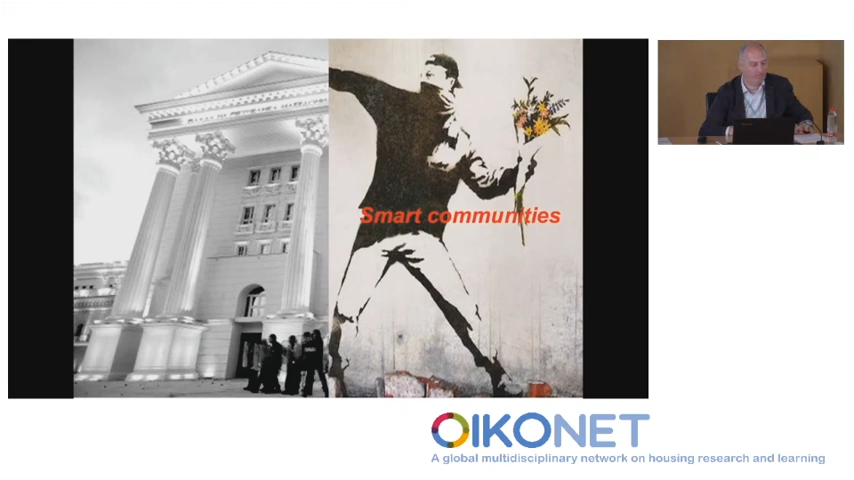 Smart communities
OIKONET
A global multidisciplinary network on housing research and learning